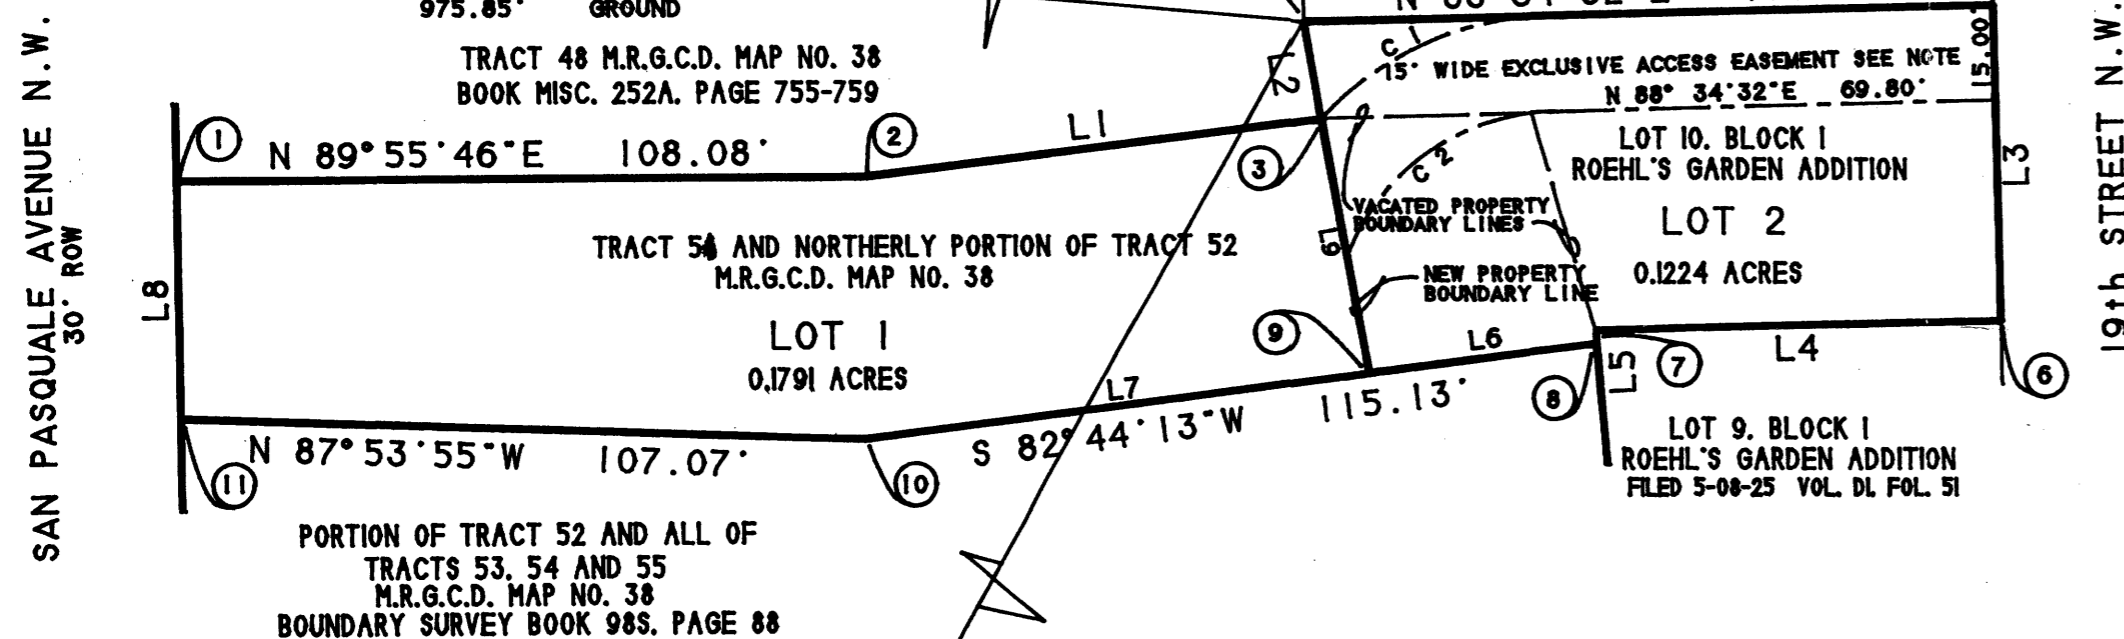 975.85' GROUND
TRACT 48 M.R.G.C.D. MAP NO. 38
BOOK MISC. 252A. PAGE 755-759
SAN PASQUALE AVENUE N.W.
30' ROW
1
N 89°55'46"E 108.08'
2
L1
3
L2
C 1
15' WIDE EXCLUSIVE ACCESS EASEMENT SEE NOTE
15.00'
N 88° 34'32"E 69.80'
LOT 10. BLOCK 1
ROEHL'S GARDEN ADDITION
C 2
L3
19th STREET N.W.
VACATED PROPERTY
BOUNDARY LINES
LOT 2
0.1224 ACRES
L9
NEW PROPERTY
BOUNDARY LINE
TRACT 51 AND NORTHERLY PORTION OF TRACT 52
M.R.G.C.D. MAP NO. 38
LOT 1
0.1791 ACRES
L8
9
L6
L4
L5
7
6
8
L7
S 82°44'13"W 115.13'
N 87°53'55"W 107.07'
11
10
LOT 9. BLOCK 1
ROEHL'S GARDEN ADDITION
FILED 5-08-25 VOL. D1. FOL. 51
PORTION OF TRACT 52 AND ALL OF
TRACTS 53. 54 AND 55
M.R.G.C.D. MAP NO. 38
BOUNDARY SURVEY BOOK 98S. PAGE 88